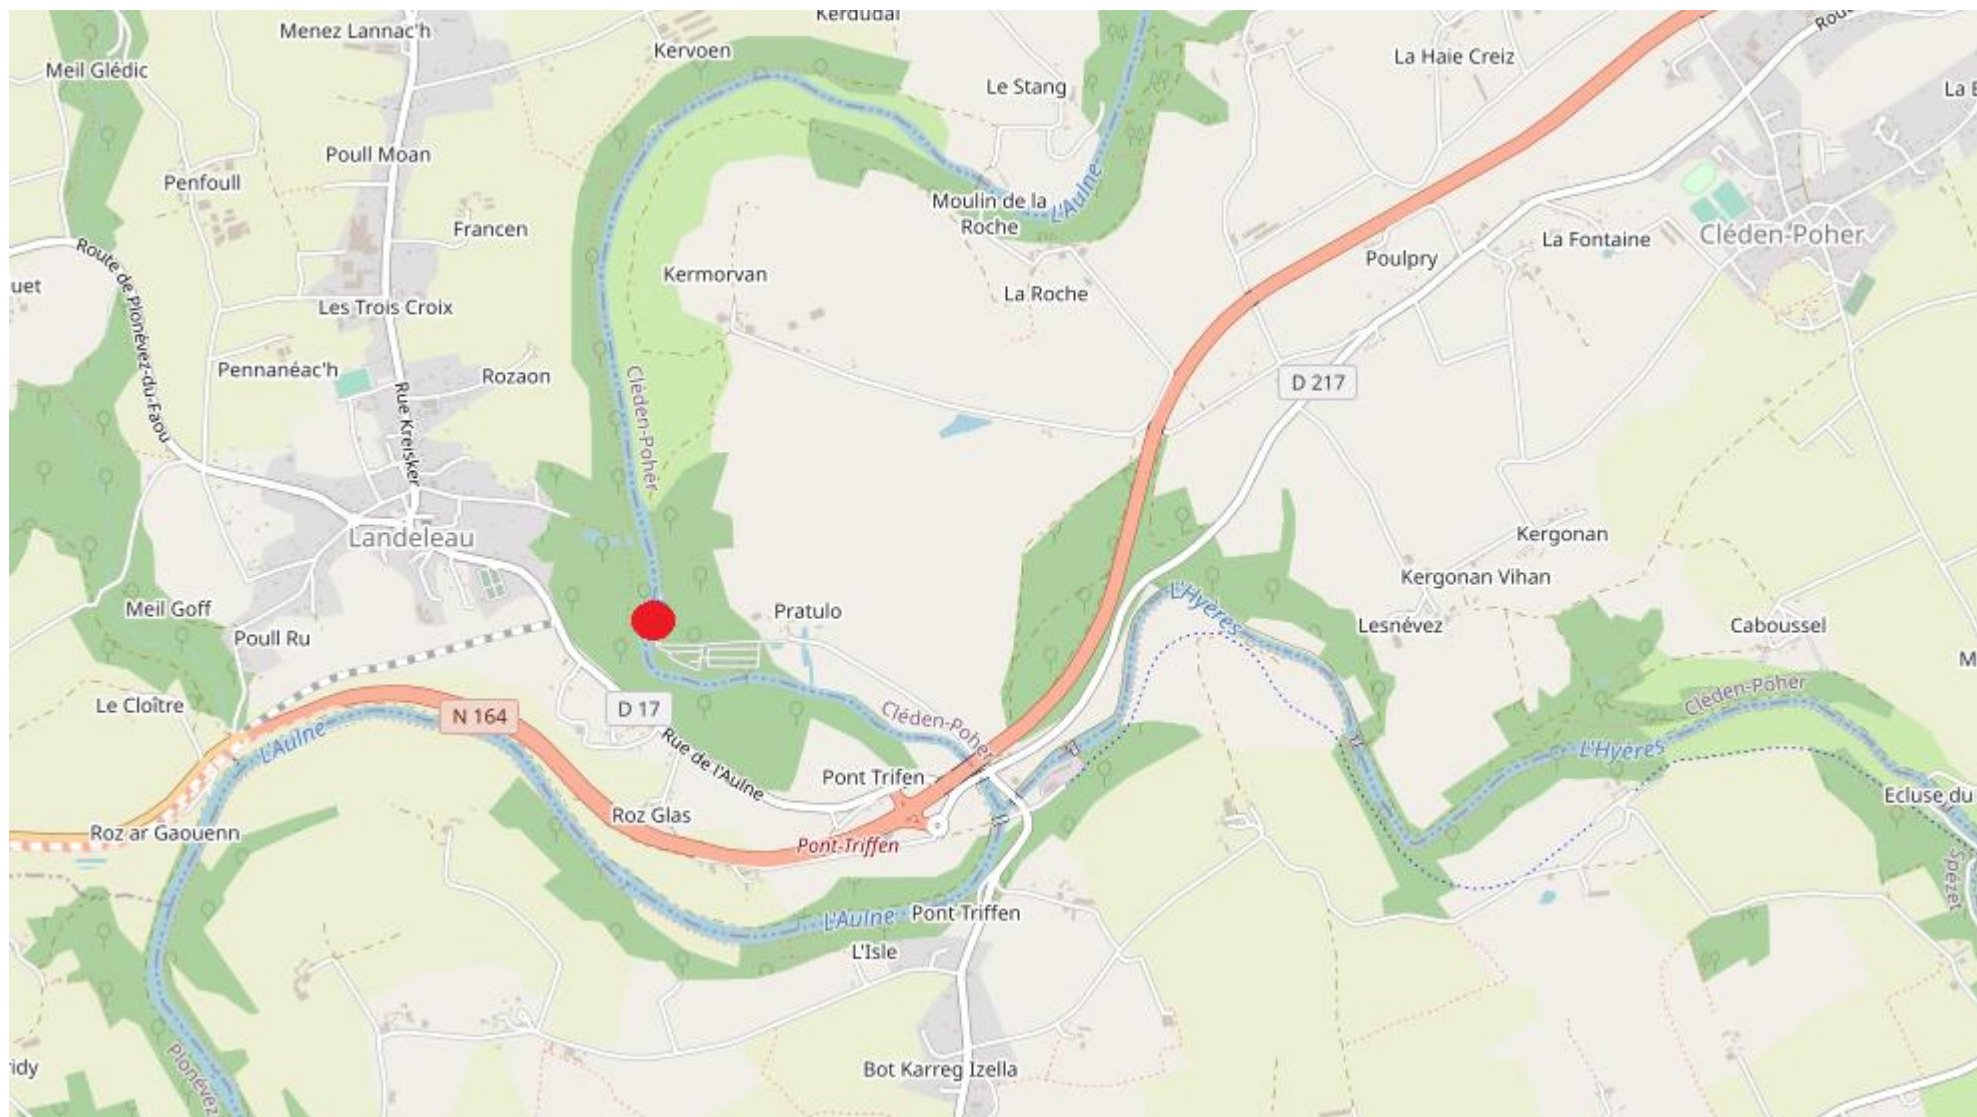 Kerdudal
Menez Lannac'h
Kervoen
La Haie Creiz
Meil Glédic
Le Stang
Poull Moan
Penfoull
Moulin de la
Roche
L'Aulne
Francen
La Fontaine
Cléden-Poher
Route de Plonévez-du-Faou
Kermorvan
Poulpry
uet
La Roche
Les Trois Croix
Pennanéac'h
Rozaon
D 217
Rue Kreisker
Cléden-Poher
Landeleau
Kergonan
Kergonan Vihan
Meil Goff
Pratulo
L'Hyères
Lesnévez
Caboussel
Poull Ru
Le Cloître
N 164
D 17
Cléden-Poher
Cléden-Poher
L'Aulne
Rue de l'Aulne
L'Hyères
Pont Trifen
Ecluse du
Roz Glas
Roz ar Gaouenn
Pont-Triffen
Spézet
L'Aulne
Pont Triffen
L'Isle
Bot Karreg Izella
ridy
Plonévez